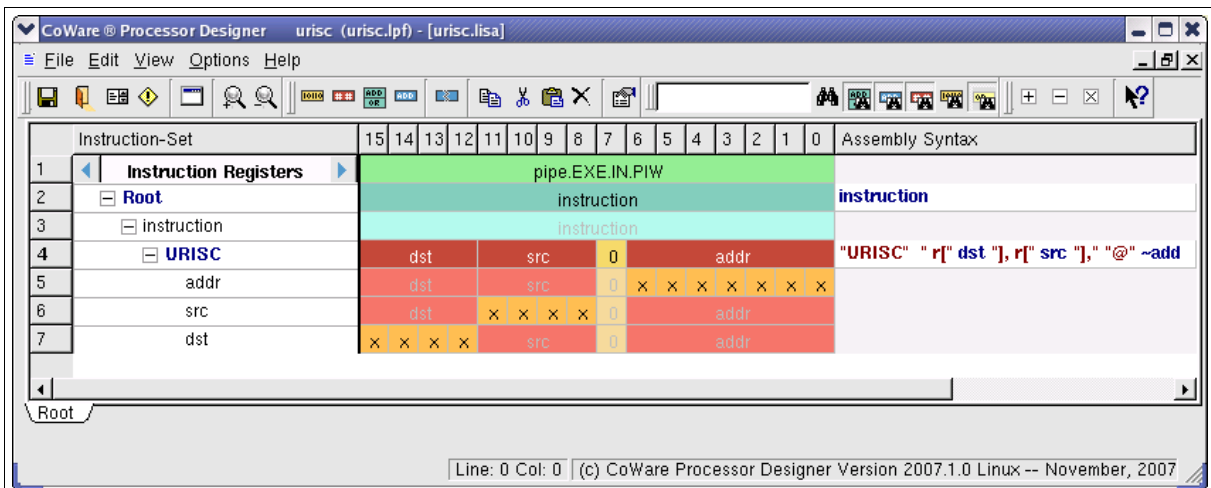 CoWare ® Processor Designer urisc (urisc.lpf) - [urisc.lisa]
File Edit View Options Help
Instruction-Set 15 14 13 12 11 10 9 8 7 6 5 4 3 2 1 0 Assembly Syntax
1 Instruction Registers pipe.EXE.IN.PIW
2 Root instruction instruction
3 instruction instruction
4 URISC dst src 0 addr "URISC" " r[" dst "], r[" src "]," "@" ~add
5 addr dst src 0 x x x x x x x
6 src dst x x x x 0 addr
7 dst x x x x src 0 addr
Root
Line: 0 Col: 0 (c) CoWare Processor Designer Version 2007.1.0 Linux -- November, 2007